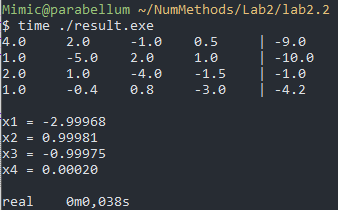 Mimic@parabellum ~/NumMethods/Lab2/lab2.2
$ time ./result.exe
4.0 2.0 -1.0 0.5 | -9.0
1.0 -5.0 2.0 1.0 | -10.0
2.0 1.0 -4.0 -1.5 | -1.0
1.0 -0.4 0.8 -3.0 | -4.2
x1 = -2.99968
x2 = 0.99981
x3 = -0.99975
x4 = 0.00020
real 0m0,038s